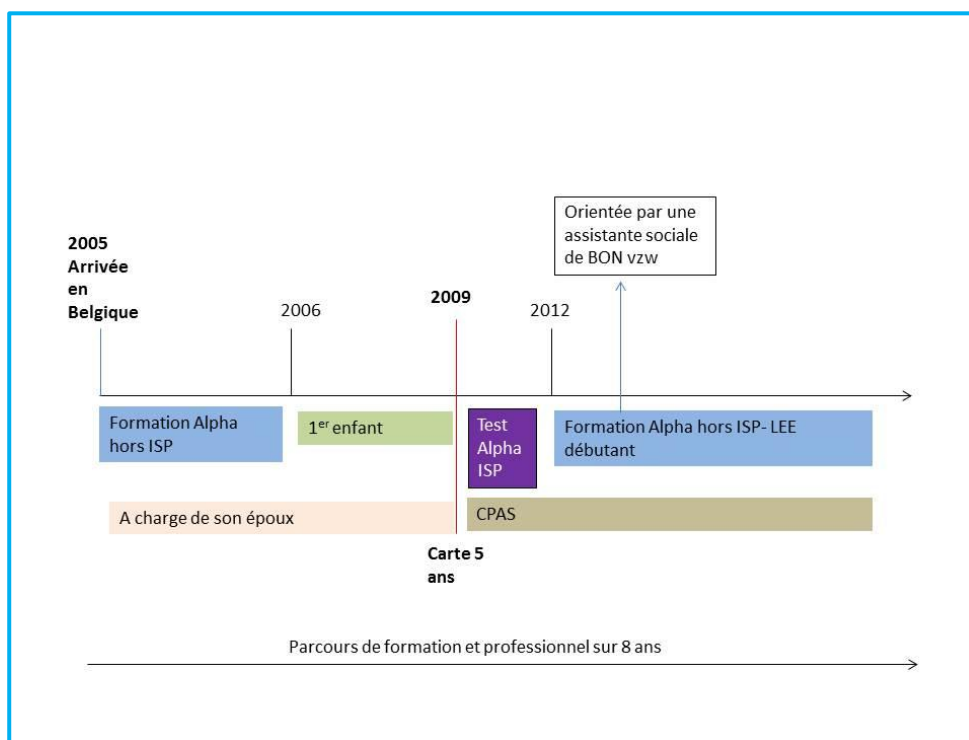 Orientée par une
assistante sociale
de BON vzw
2005
Arrivée
en
Belgique
2006
2009
2012
Formation Alpha
hors ISP
1er enfant
Test
Alpha
ISP
Formation Alpha hors ISP- LEE
débutant
A charge de son époux
CPAS
Carte 5
ans
Parcours de formation et professionnel sur 8 ans